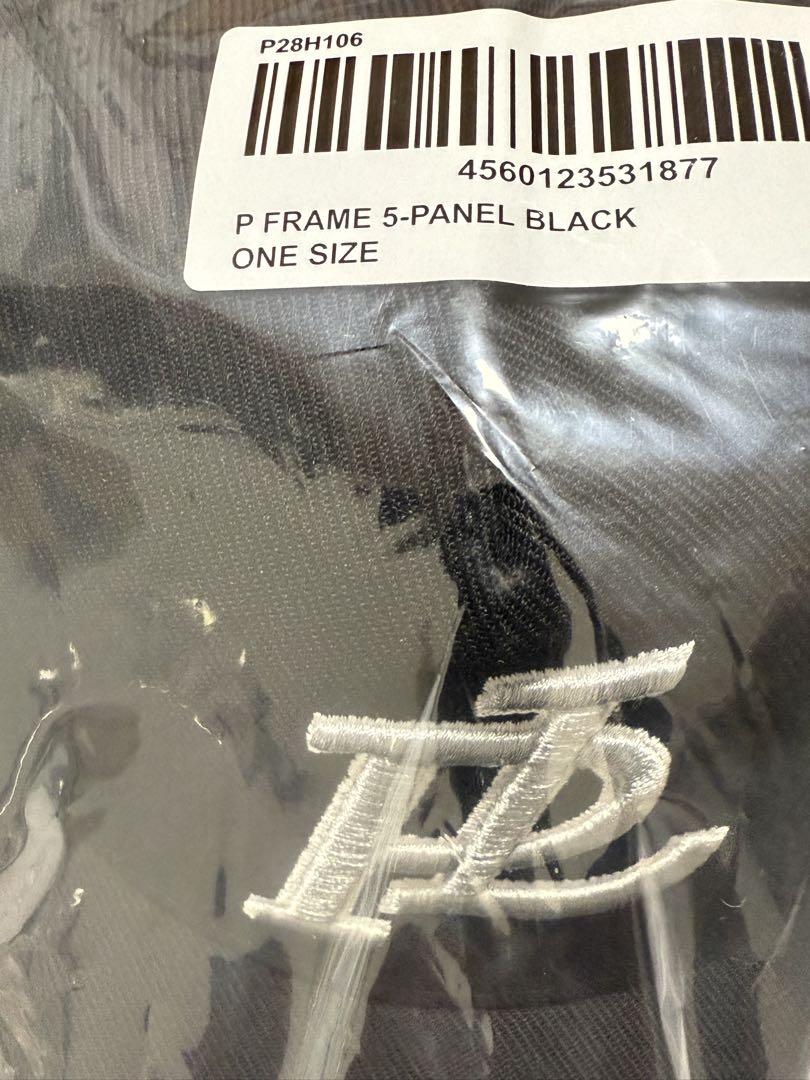 P28H106
4560123531877
P FRAME 5-PANEL BLACK
ONE SIZE